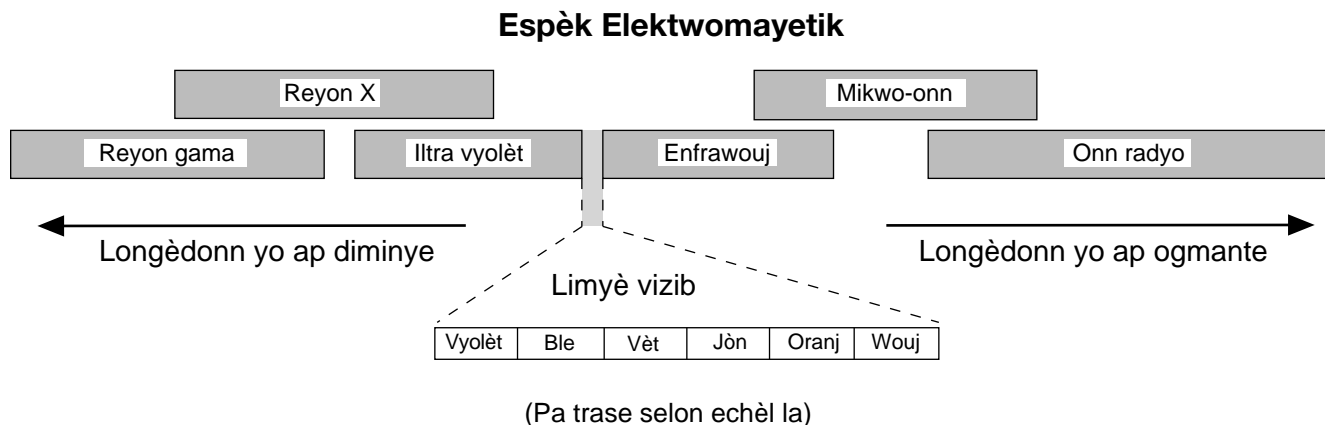 Espèk Elektwomayetik
Reyon X
Mikwo-onn
Reyon gama
Iltra vyolèt
Enfrawouj
Onn radyo
Longèdonn yo ap diminye
Longèdonn yo ap ogmante
Limyè vizib
Vyolèt
Ble
Vèt
Jòn
Oranj
Wouj
(Pa trase selon echèl la)